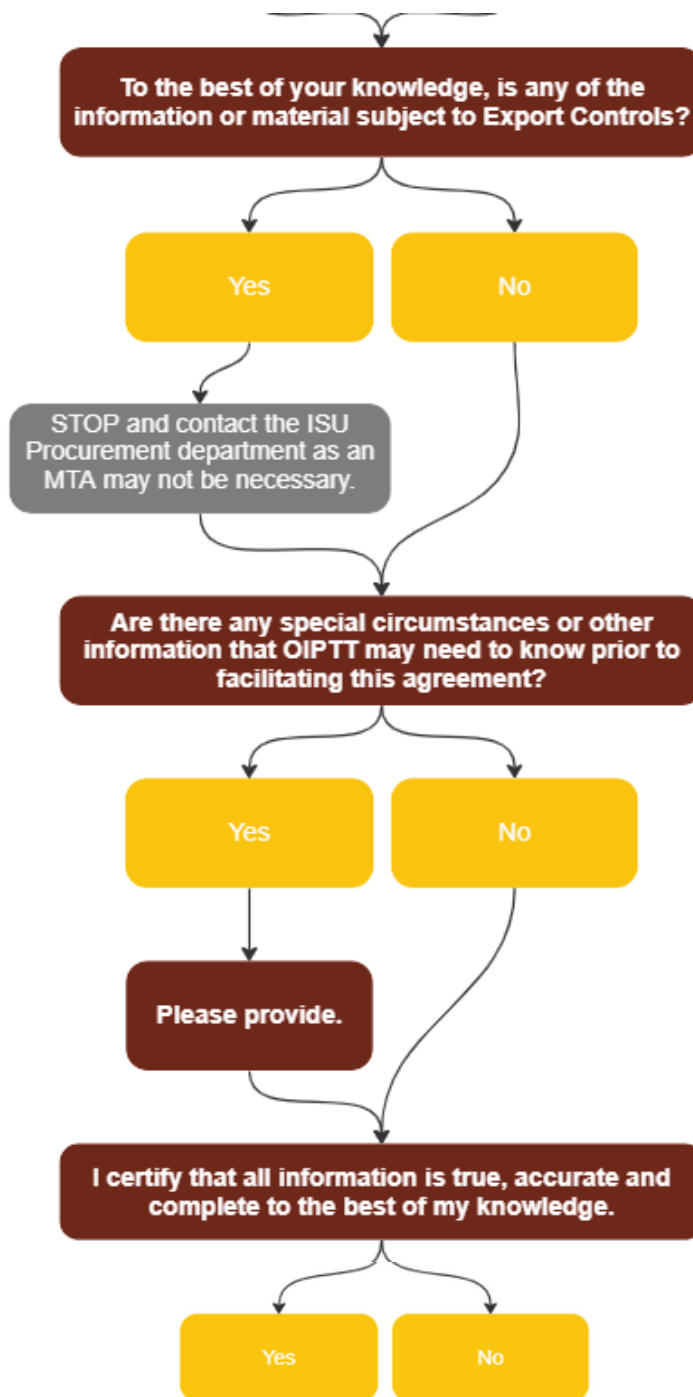 To the best of your knowledge, is any of the
information or material subject to Export Controls?
Yes
No
STOP and contact the ISU
Procurement department as an
MTA may not be necessary.
Are there any special circumstances or other
information that OIPTT may need to know prior to
facilitating this agreement?
Yes
No
Please provide.
I certify that all information is true, accurate and
complete to the best of my knowledge.
Yes
No